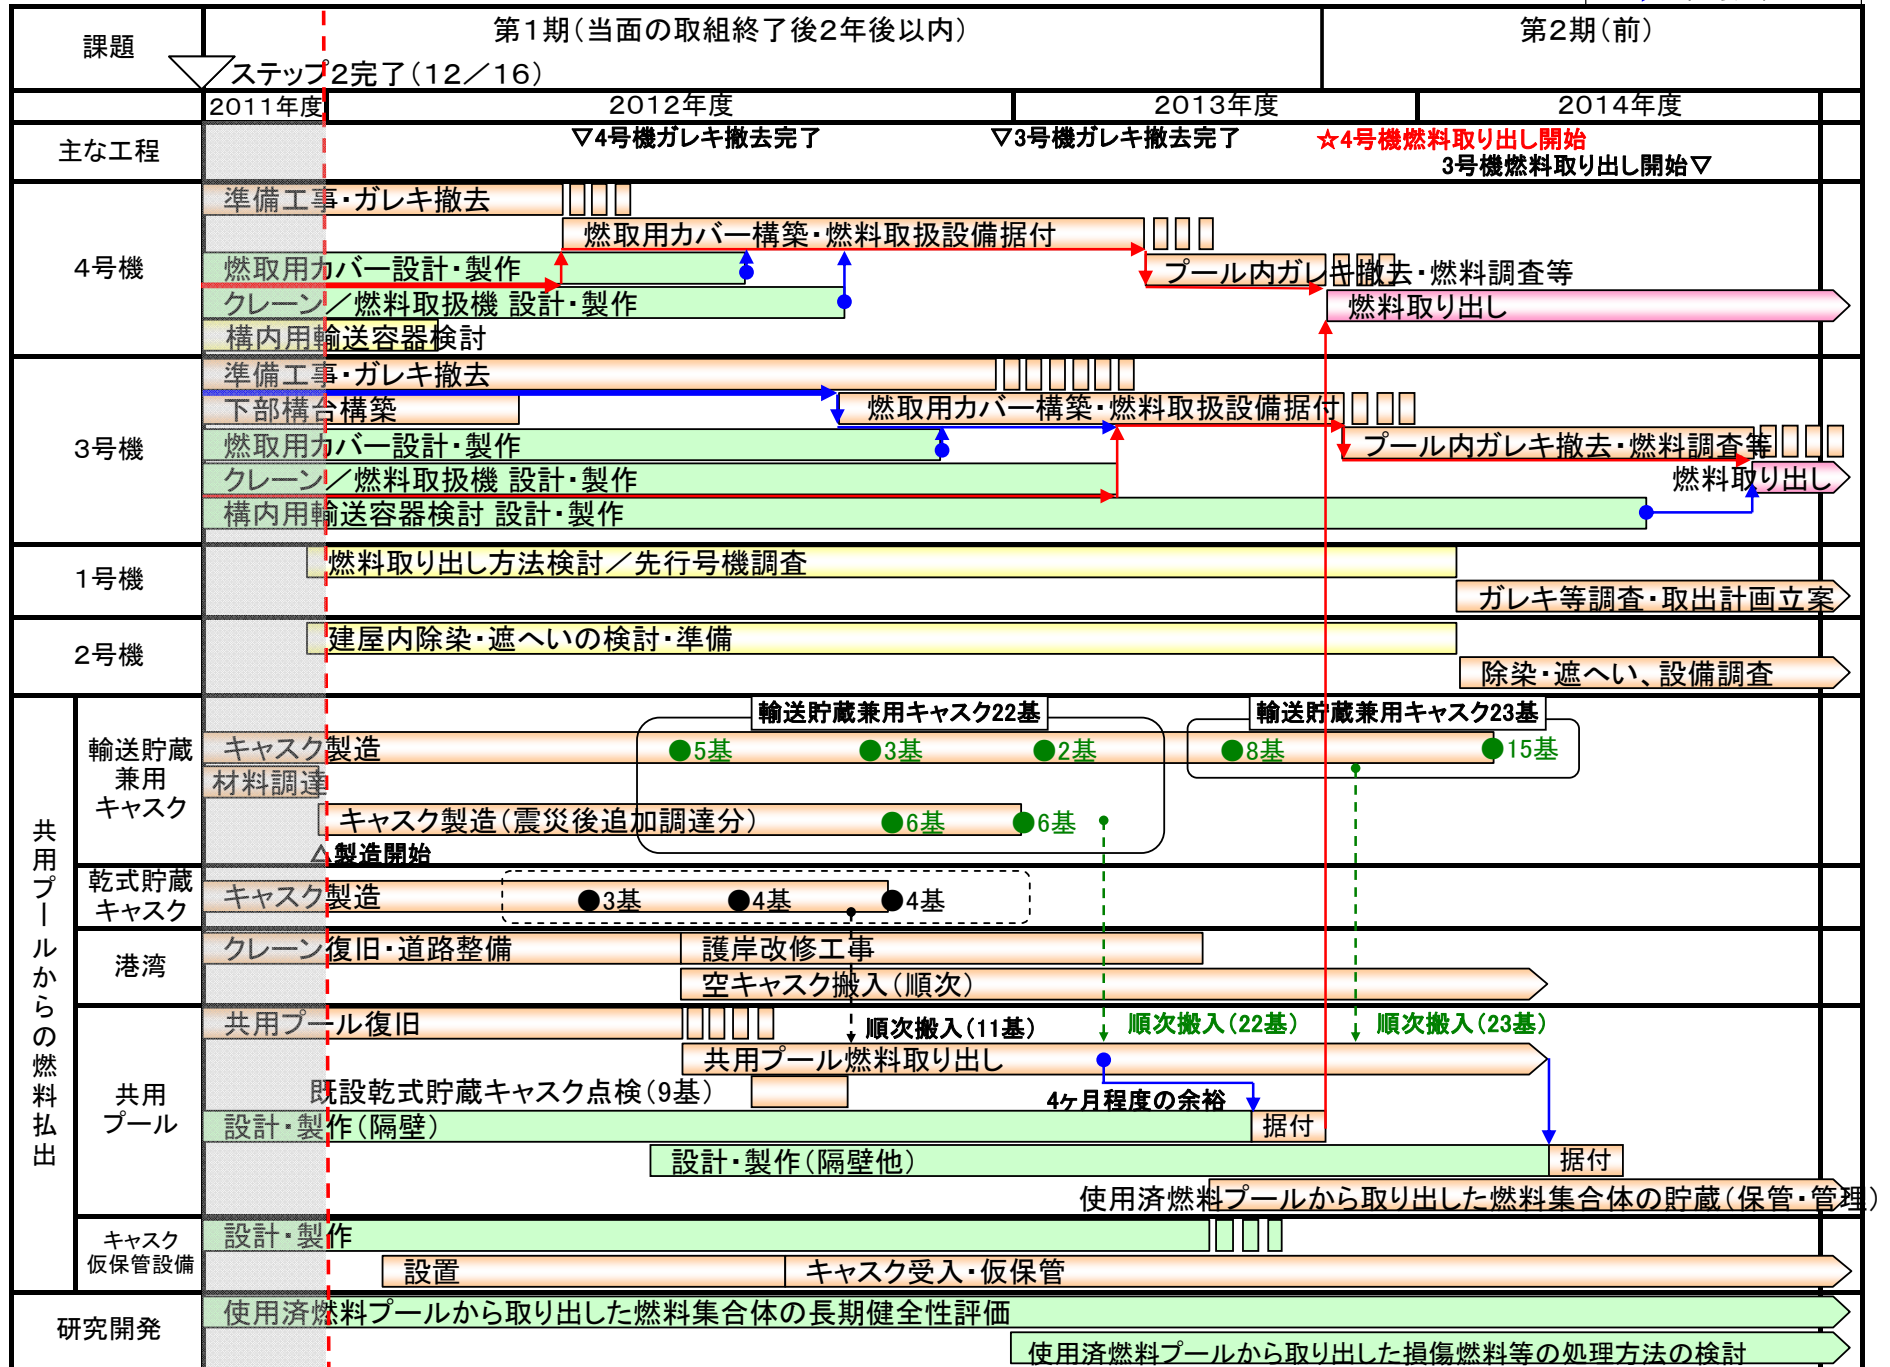 課題
第1期(当面の取組終了後2年後以内)
第2期(前)
ステップ2完了(12／16)
2011年度
2012年度
2013年度
2014年度
主な工程
▽4号機ガレキ撤去完了
▽3号機ガレキ撤去完了
☆4号機燃料取り出し開始
3号機燃料取り出し開始▽
4号機
準備工事・ガレキ撤去
燃取用カバー構築・燃料取扱設備据付
燃取用カバー設計・製作
プール内ガレキ撤去・燃料調査等
クレーン／燃料取扱機 設計・製作
燃料取り出し
構内用輸送容器検討
3号機
準備工事・ガレキ撤去
下部構台構築
燃取用カバー構築・燃料取扱設備据付
燃取用カバー設計・製作
プール内ガレキ撤去・燃料調査等
クレーン／燃料取扱機 設計・製作
燃料取り出し
構内用輸送容器検討 設計・製作
1号機
燃料取り出し方法検討／先行号機調査
ガレキ等調査・取出計画立案
2号機
建屋内除染・遮へいの検討・準備
除染・遮へい、設備調査
共用プールからの燃料払出
輸送貯蔵
兼用
キャスク
輸送貯蔵兼用キャスク22基
輸送貯蔵兼用キャスク23基
キャスク製造
●5基
●3基
●2基
●8基
●15基
材料調達
キャスク製造(震災後追加調達分)
●6基
●6基
△製造開始
乾式貯蔵
キャスク
キャスク製造
●3基
●4基
●4基
港湾
クレーン復旧・道路整備
護岸改修工事
空キャスク搬入(順次)
共用
プール
共用プール復旧
順次搬入(11基)
順次搬入(22基)
順次搬入(23基)
共用プール燃料取り出し
既設乾式貯蔵キャスク点検(9基)
4ヶ月程度の余裕
設計・製作(隔壁)
据付
設計・製作(隔壁他)
据付
使用済燃料プールから取り出した燃料集合体の貯蔵(保管・管理)
キャスク
仮保管設備
設計・製作
設置
キャスク受入・仮保管
研究開発
使用済燃料プールから取り出した燃料集合体の長期健全性評価
使用済燃料プールから取り出した損傷燃料等の処理方法の検討